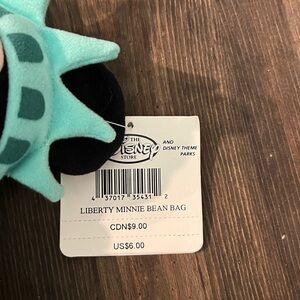 THE
Disney
STORE
AND
DISNEY THEME
PARKS
4 37017 35431 2
LIBERTY MINNIE BEAN BAG
CDN$9.00
US$6.00